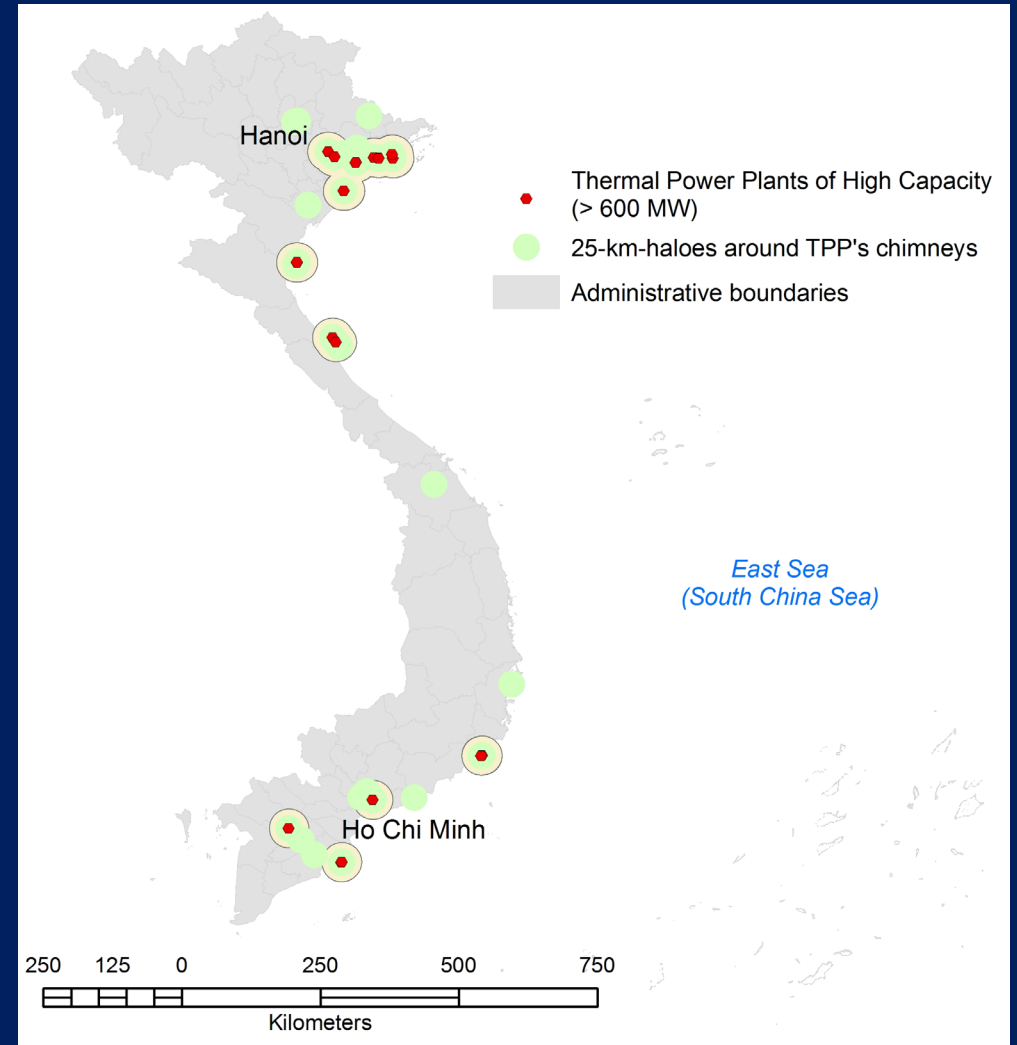 Hanoi
Thermal Power Plants of High Capacity
(> 600 MW)
25-km-haloes around TPP's chimneys
Administrative boundaries
East Sea
(South China Sea)
Ho Chi Minh
250 125 0 250 500 750
Kilometers